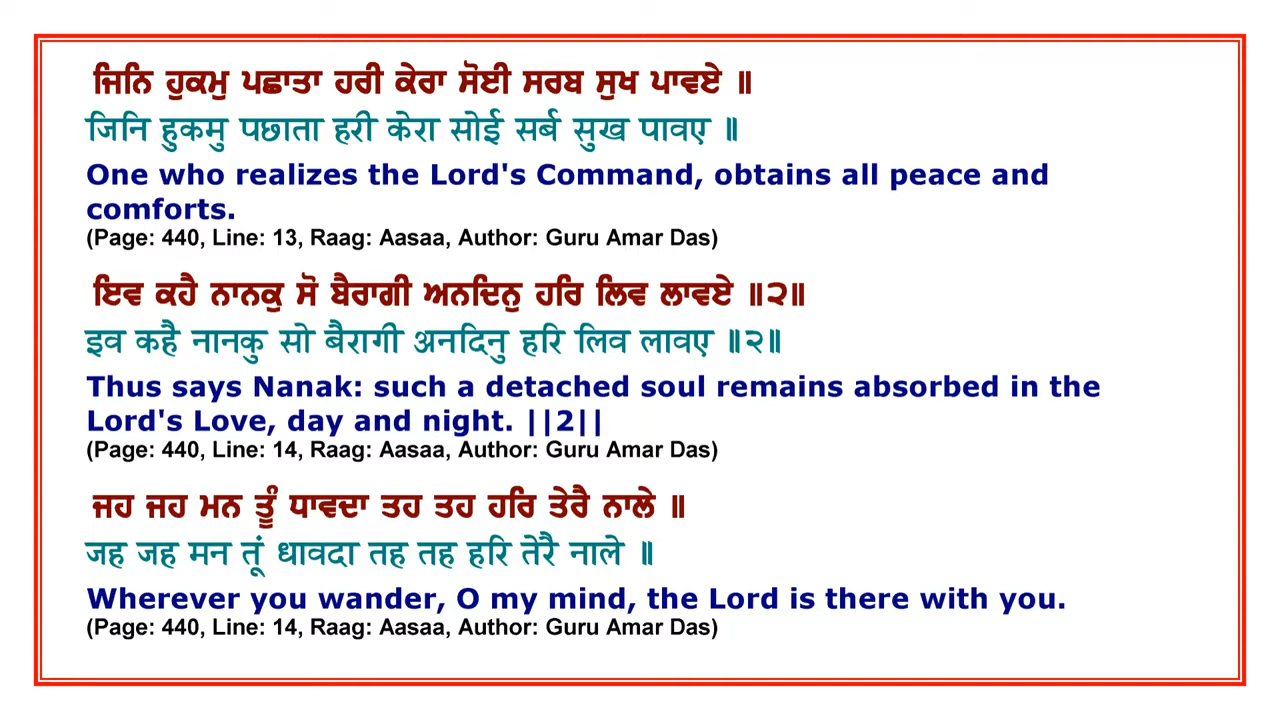 ਜਿਨਿ ਹੁਕਮੁ ਪਛਾਤਾ ਹਰੀ ਕੇਰਾ ਸੋਈ ਸਰਬ ਸੁਖ ਪਾਵਏ ॥
जिनि हुकमु पछाता हरी केरा सोई सर्ब सुख पावए ॥
One who realizes the Lord's Command, obtains all peace and
comforts.
(Page: 440, Line: 13, Raag: Aasaa, Author: Guru Amar Das)
ਇਵ ਕਹੈ ਨਾਨਕੁ ਸੋ ਬੈਰਾਗੀ ਅਨਦਿਨੁ ਹਰਿ ਲਿਵ ਲਾਵਏ ॥੨॥
इव कहै नानकु सो बैरागी अनदिनु हरि लिव लावए ॥२॥
Thus says Nanak: such a detached soul remains absorbed in the
Lord's Love, day and night. ||2||
(Page: 440, Line: 14, Raag: Aasaa, Author: Guru Amar Das)
ਜਹ ਜਹ ਮਨ ਤੂੰ ਧਾਵਦਾ ਤਹ ਤਹ ਹਰਿ ਤੇਰੈ ਨਾਲੇ ॥
जह जह मन तूं धावदा तह तह हरि तेरै नाले ॥
Wherever you wander, O my mind, the Lord is there with you.
(Page: 440, Line: 14, Raag: Aasaa, Author: Guru Amar Das)